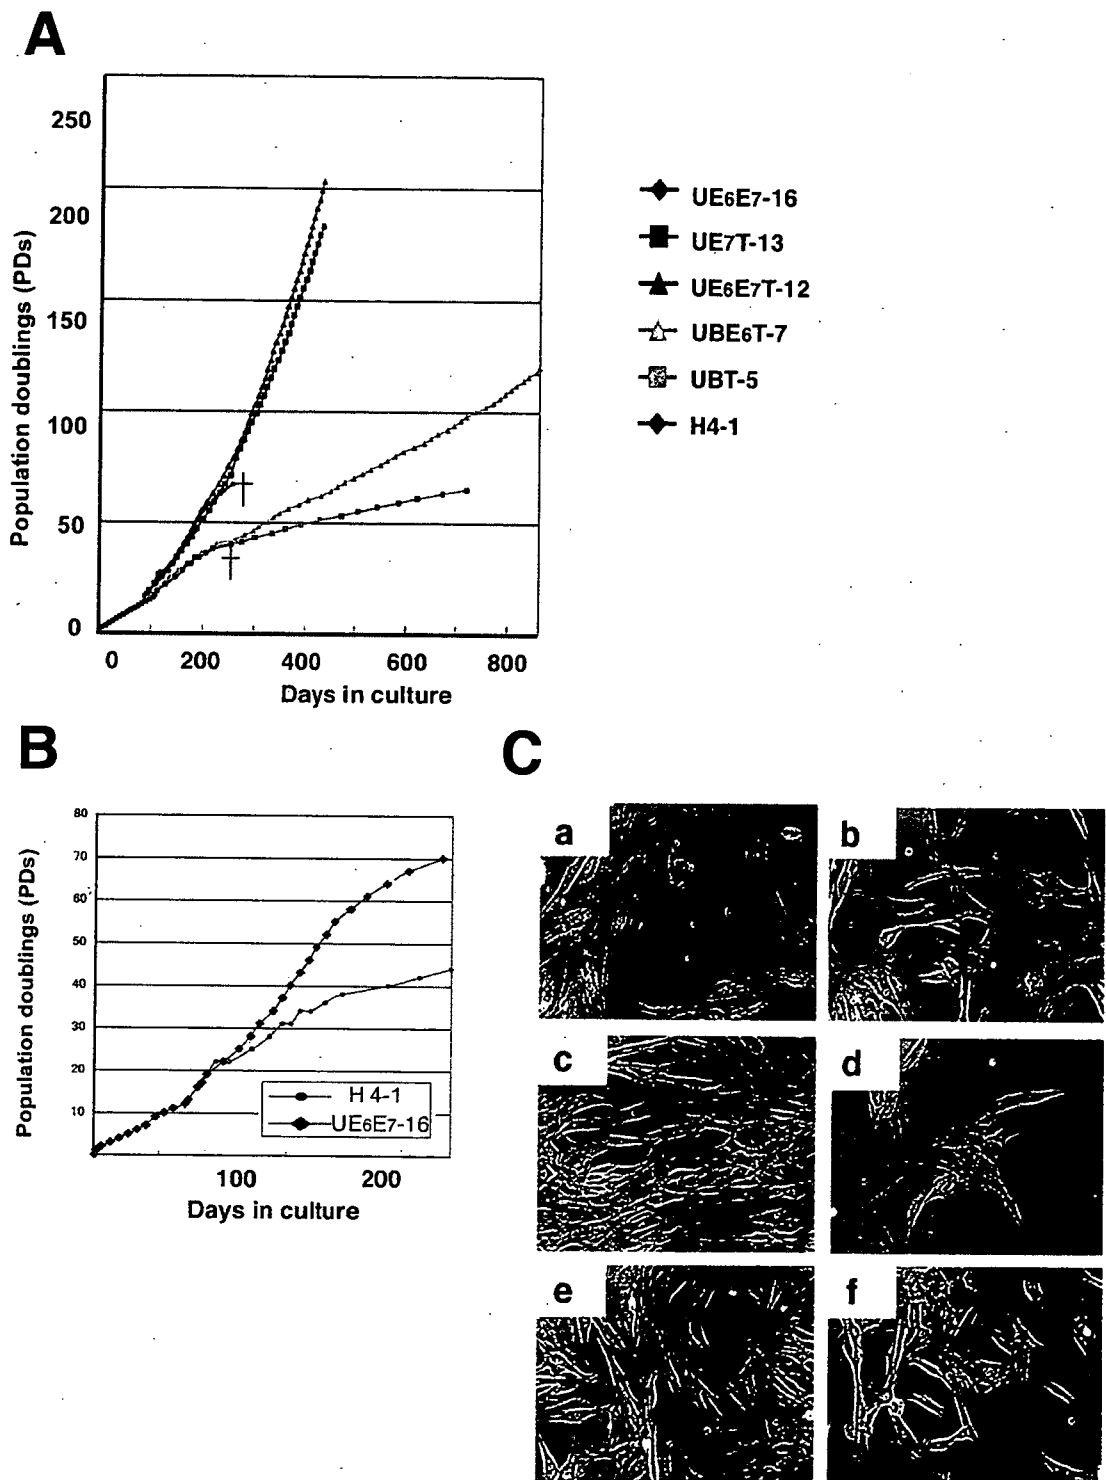 A
250
200
150
100
50
0
Population doublings (PDs)
0 200 400 600 800
Days in culture
UE6E7-16
UE7T-13
UE6E7T-12
UBE6T-7
UBT-5
H4-1
B
80
70
60
50
40
30
20
10
Population doublings (PDs)
H 4-1
UE6E7-16
100 200
Days in culture
C
a
b
c
d
e
f